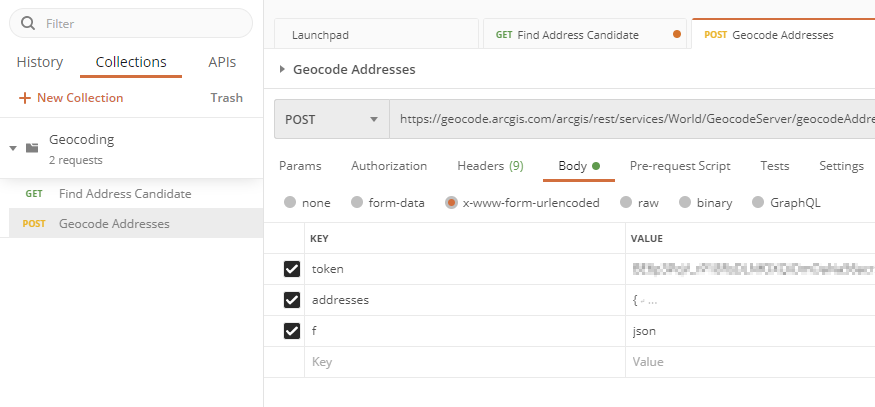 Filter
History Collections APIs
+ New Collection Trash
Geocoding
2 requests
GET Find Address Candidate
POST Geocode Addresses
Launchpad GET Find Address Candidate POST Geocode Addresses
Geocode Addresses
POST https://geocode.arcgis.com/arcgis/rest/services/World/GeocodeServer/geocodeAddre
Params Authorization Headers (9) Body Pre-request Script Tests Settings
none form-data x-www-form-urlencoded raw binary GraphQL
KEY VALUE
token
addresses { - ...
f json
Key Value